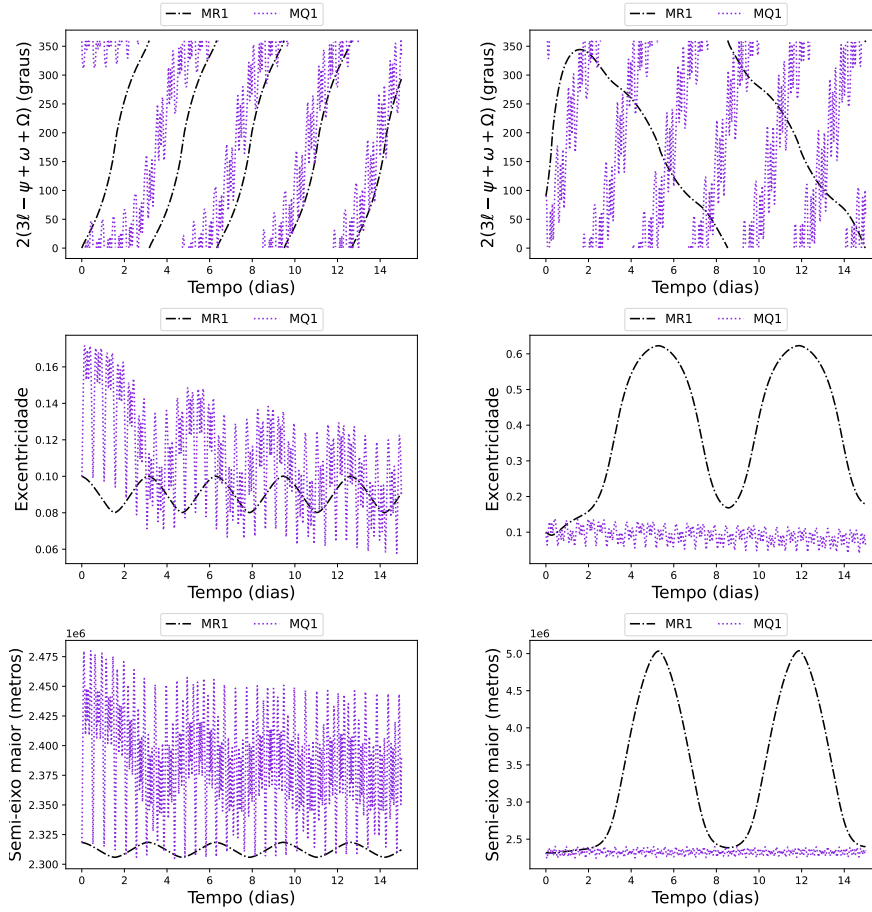 MR1 MQ1
2(3ℓ − ψ + ω + Ω) (graus)
350
300
250
200
150
100
50
0
0 2 4 6 8 10 12 14
Tempo (dias)
MR1 MQ1
2(3ℓ − ψ + ω + Ω) (graus)
350
300
250
200
150
100
50
0
0 2 4 6 8 10 12 14
Tempo (dias)
MR1 MQ1
Excentricidade
0.16
0.14
0.12
0.10
0.08
0.06
0 2 4 6 8 10 12 14
Tempo (dias)
MR1 MQ1
Excentricidade
0.6
0.5
0.4
0.3
0.2
0.1
0 2 4 6 8 10 12 14
Tempo (dias)
MR1 MQ1
1e6
Semi-eixo maior (metros)
2.475
2.450
2.425
2.400
2.375
2.350
2.325
2.300
0 2 4 6 8 10 12 14
Tempo (dias)
MR1 MQ1
1e6
Semi-eixo maior (metros)
5.0
4.5
4.0
3.5
3.0
2.5
0 2 4 6 8 10 12 14
Tempo (dias)